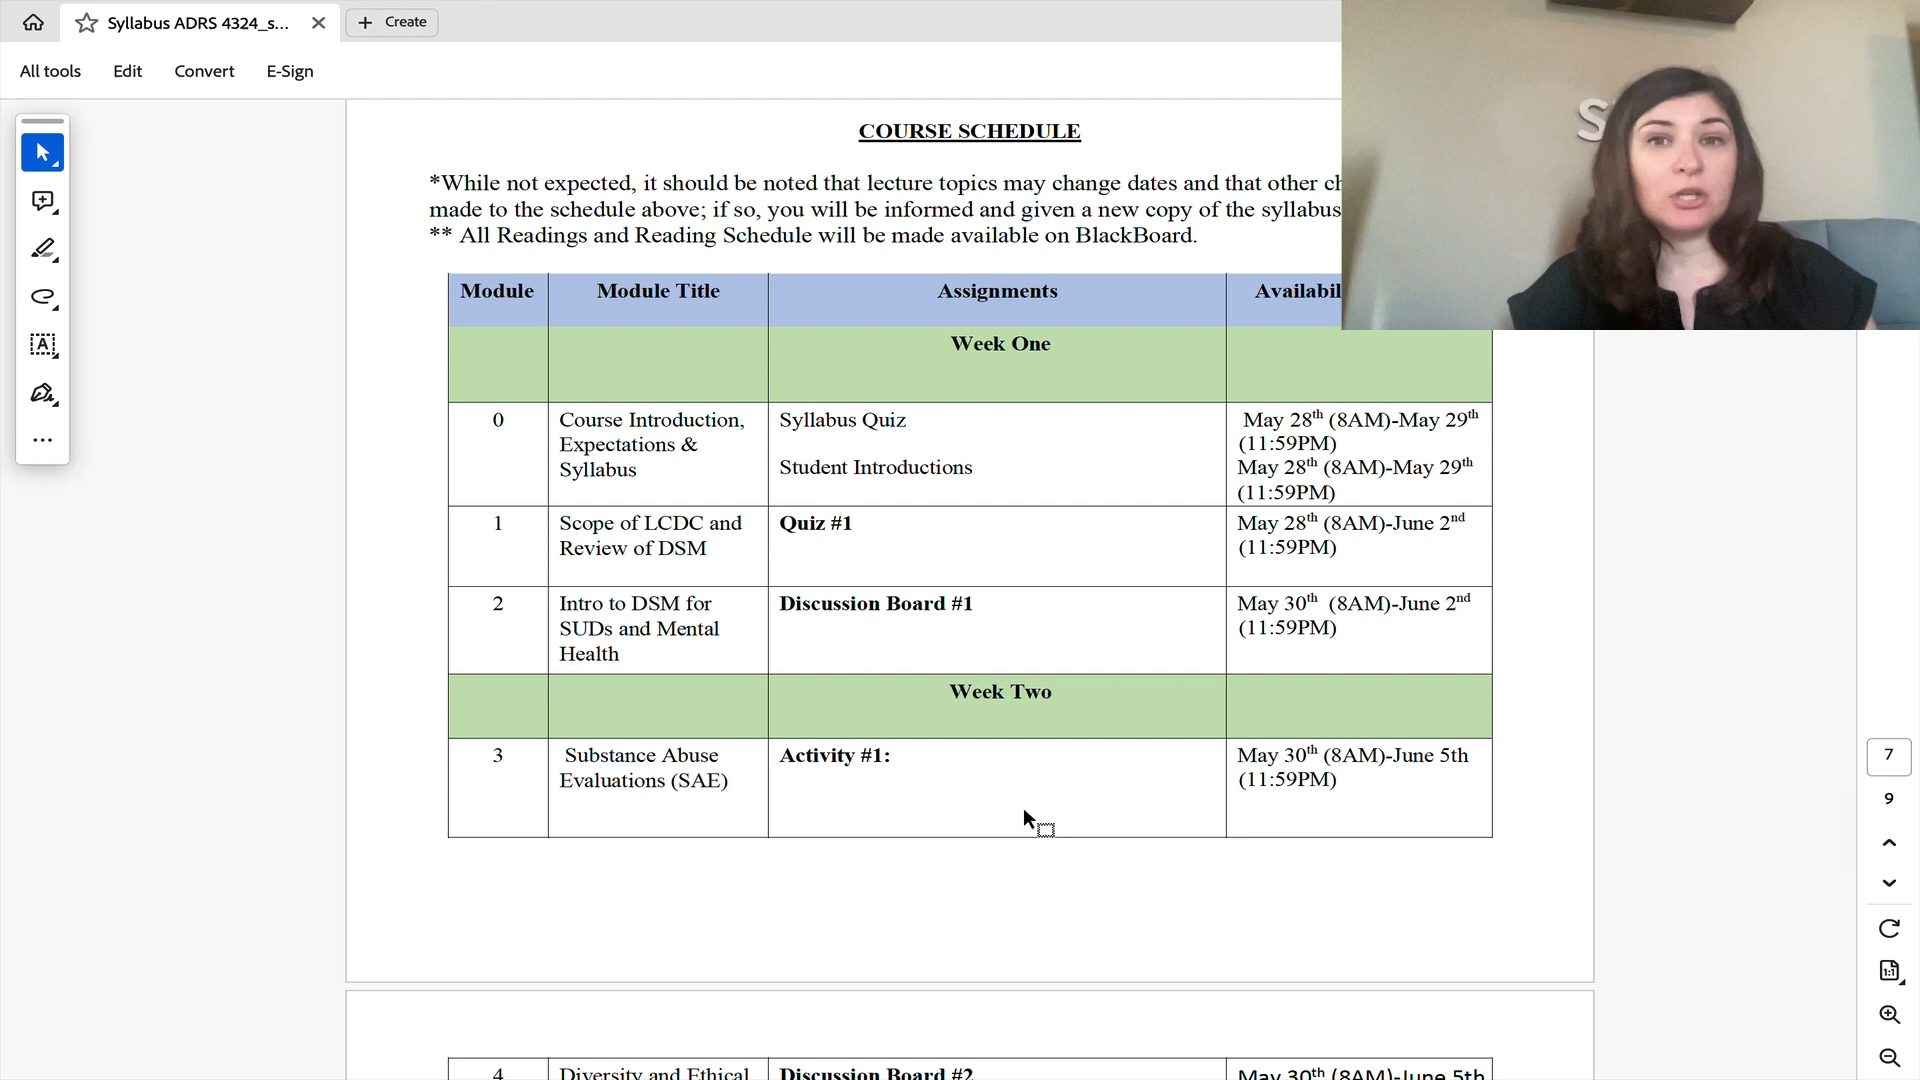 Syllabus ADRS 4324_s...
Create
All tools Edit Convert E-Sign
COURSE SCHEDULE
*While not expected, it should be noted that lecture topics may change dates and that other ch
made to the schedule above; if so, you will be informed and given a new copy of the syllabus
** All Readings and Reading Schedule will be made available on BlackBoard.
Module Module Title Assignments Availabil
Week One
0 Course Introduction, Syllabus Quiz May 28th (8AM)-May 29th
Expectations & (11:59PM)
Syllabus Student Introductions May 28th (8AM)-May 29th
(11:59PM)
1 Scope of LCDC and Quiz #1 May 28th (8AM)-June 2nd
Review of DSM (11:59PM)
2 Intro to DSM for Discussion Board #1 May 30th (8AM)-June 2nd
SUDs and Mental (11:59PM)
Health
Week Two
3 Substance Abuse Activity #1: May 30th (8AM)-June 5th
Evaluations (SAE) (11:59PM)
7
9
4 Diversity and Ethical Discussion Board #2 May 30th (8AM)-June 5th